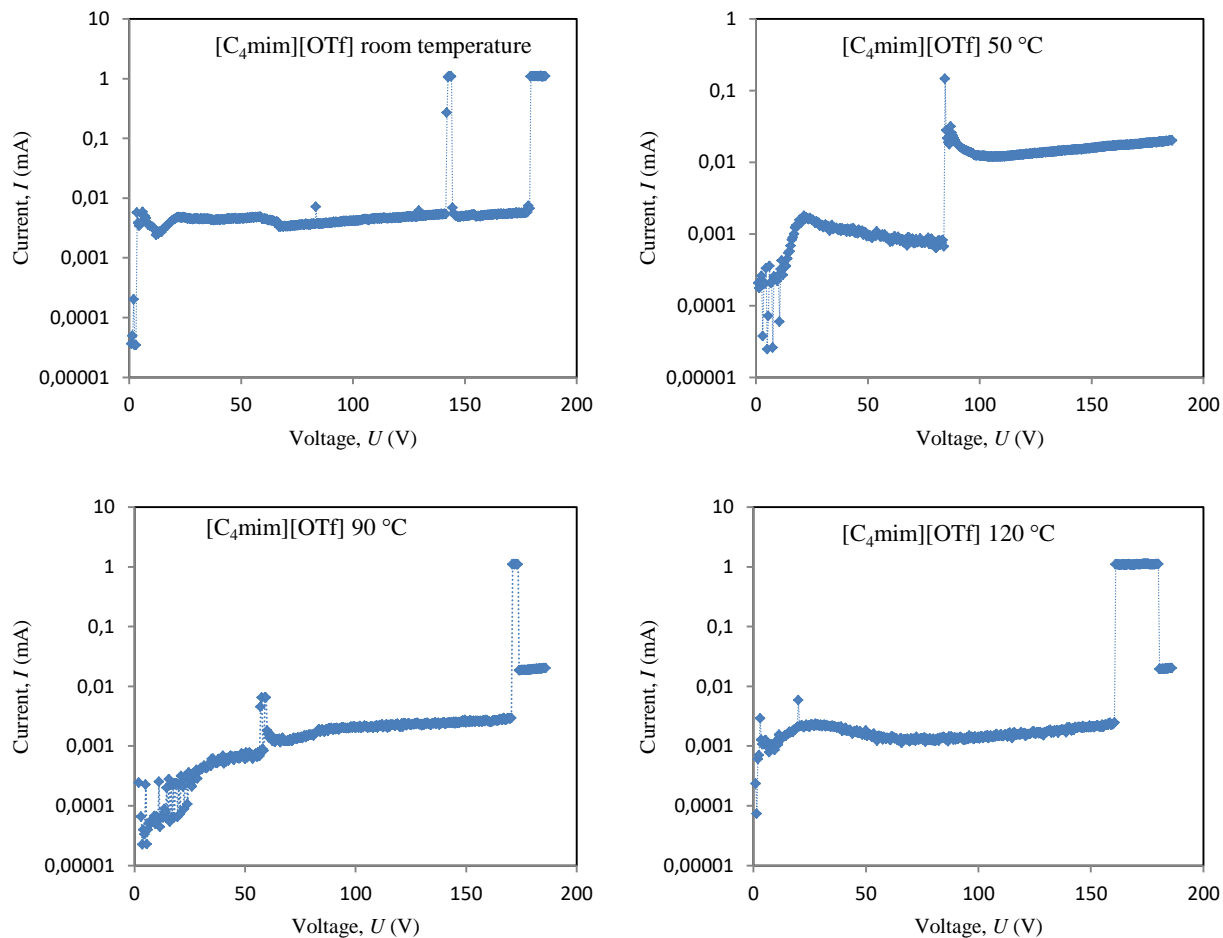 [C₄mim][OTf] room temperature
10
1
0,1
0,01
0,001
0,0001
0,00001
Current, I (mA)
0 50 100 150 200
Voltage, U (V)
[C₄mim][OTf] 50 °C
1
0,1
0,01
0,001
0,0001
0,00001
Current, I (mA)
0 50 100 150 200
Voltage, U (V)
[C₄mim][OTf] 90 °C
10
1
0,1
0,01
0,001
0,0001
0,00001
Current, I (mA)
0 50 100 150 200
Voltage, U (V)
[C₄mim][OTf] 120 °C
10
1
0,1
0,01
0,001
0,0001
0,00001
Current, I (mA)
0 50 100 150 200
Voltage, U (V)